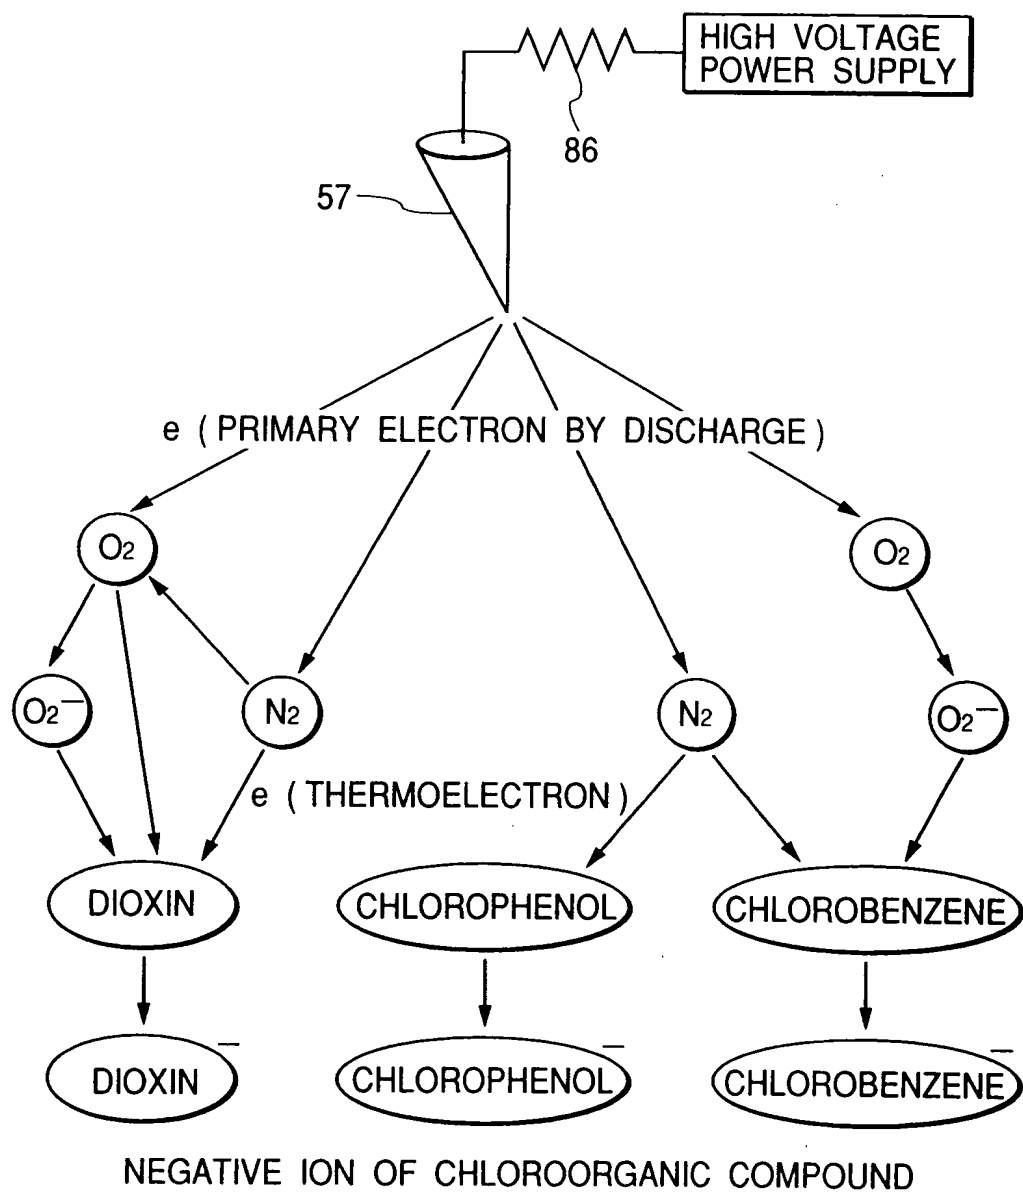 HIGH VOLTAGE
POWER SUPPLY
86
57
e (PRIMARY ELECTRON BY DISCHARGE)
O2
O2
O2−
N2
N2
O2−
e (THERMOELECTRON)
DIOXIN
CHLOROPHENOL
CHLOROBENZENE
DIOXIN−
CHLOROPHENOL−
CHLOROBENZENE−
NEGATIVE ION OF CHLOROORGANIC COMPOUND